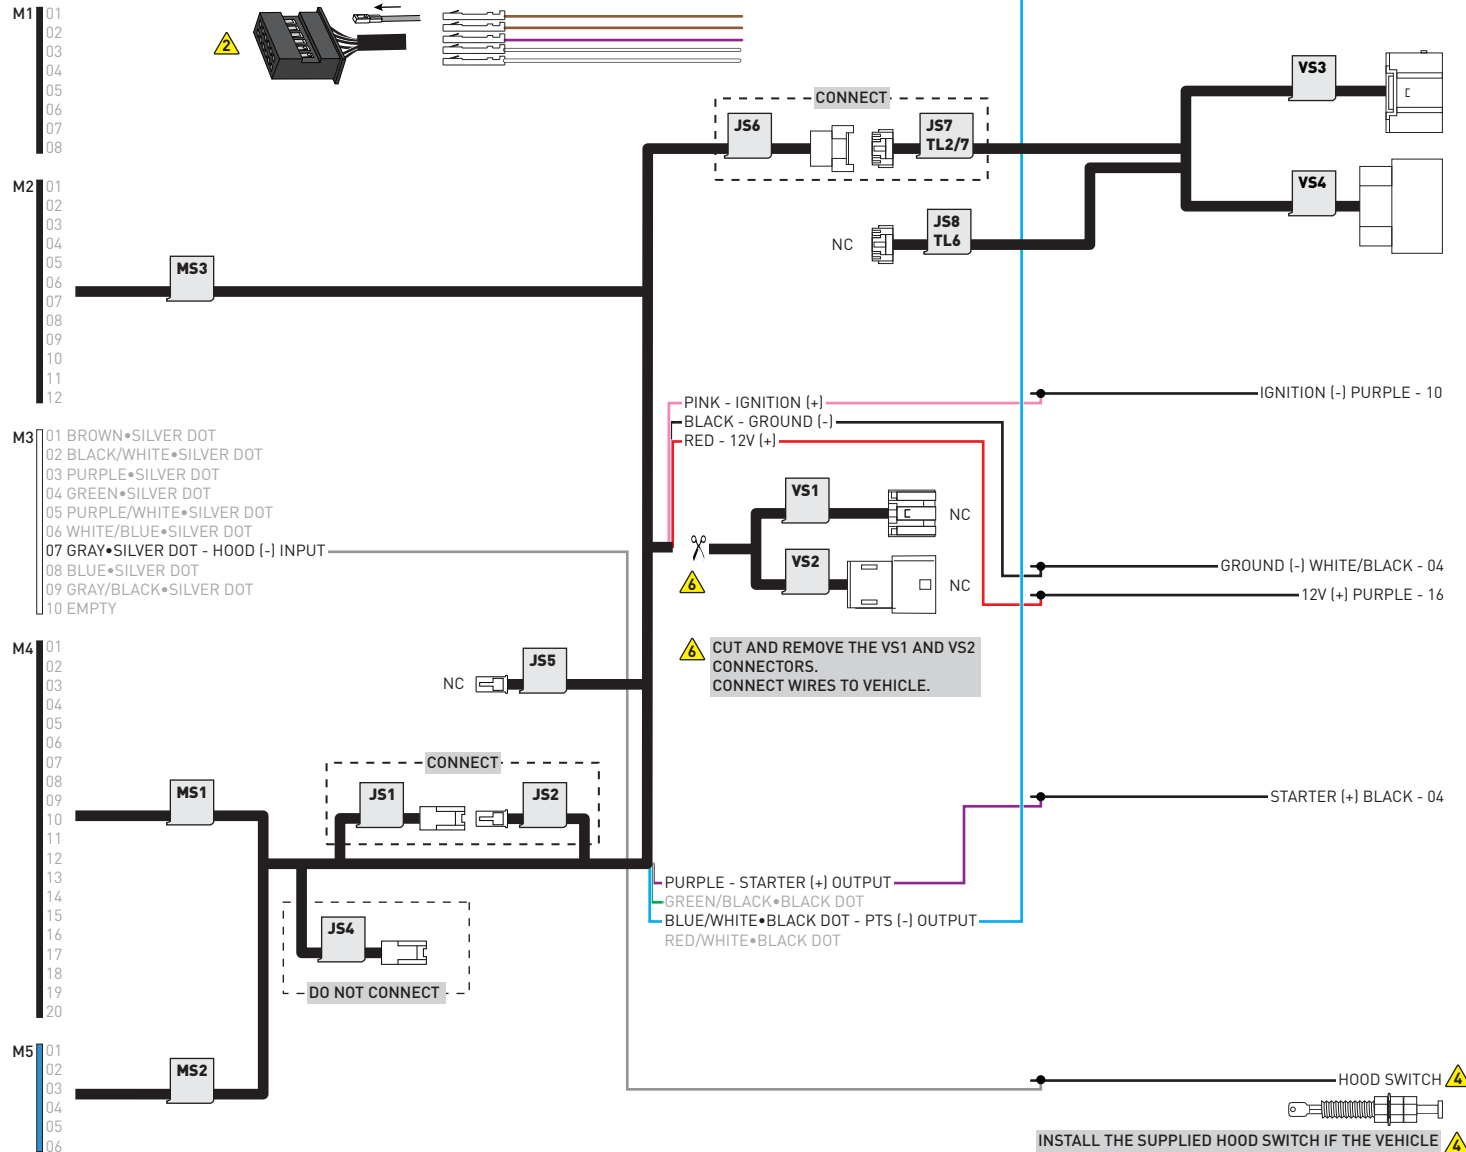 M1 01
02
03
04
05
06
07
08
2
CONNECT
JS6
JS7
TL2/7
VS3
VS4
NC
JS8
TL6
M2 01
02
03
04
05
06
07
08
09
10
11
12
MS3
PINK - IGNITION (+)
BLACK - GROUND (-)
RED - 12V (+)
IGNITION (-) PURPLE - 10
M3 01 BROWN•SILVER DOT
02 BLACK/WHITE•SILVER DOT
03 PURPLE•SILVER DOT
04 GREEN•SILVER DOT
05 PURPLE/WHITE•SILVER DOT
06 WHITE/BLUE•SILVER DOT
07 GRAY•SILVER DOT - HOOD (-) INPUT
08 BLUE•SILVER DOT
09 GRAY/BLACK•SILVER DOT
10 EMPTY
VS1
NC
VS2
NC
6
GROUND (-) WHITE/BLACK - 04
12V (+) PURPLE - 16
6 CUT AND REMOVE THE VS1 AND VS2
CONNECTORS.
CONNECT WIRES TO VEHICLE.
M4 01
02
03
04
05
06
07
08
09
10
11
12
13
14
15
16
17
18
19
20
NC
JS5
CONNECT
JS1
JS2
MS1
STARTER (+) BLACK - 04
PURPLE - STARTER (+) OUTPUT
GREEN/BLACK•BLACK DOT
BLUE/WHITE•BLACK DOT - PTS (-) OUTPUT
RED/WHITE•BLACK DOT
JS4
DO NOT CONNECT
M5 01
02
03
04
05
06
MS2
HOOD SWITCH 4
INSTALL THE SUPPLIED HOOD SWITCH IF THE VEHICLE 4